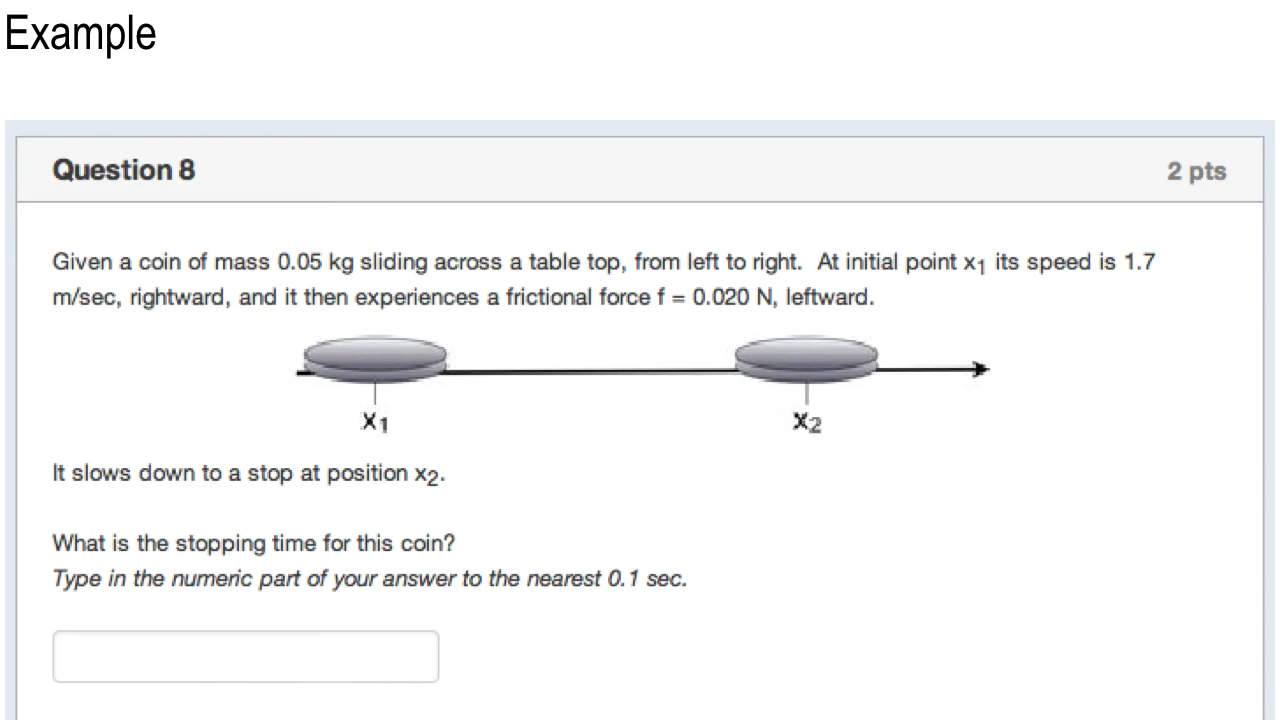 Example
Question 8
2 pts
Given a coin of mass 0.05 kg sliding across a table top, from left to right.  At initial point x₁ its speed is 1.7
m/sec, rightward, and it then experiences a frictional force f = 0.020 N, leftward.
X₁
X₂
It slows down to a stop at position x₂.
What is the stopping time for this coin?
Type in the numeric part of your answer to the nearest 0.1 sec.